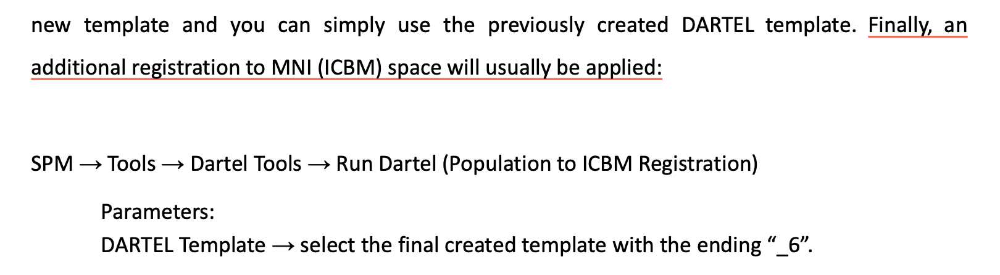 new template and you can simply use the previously created DARTEL template. Finally, an
additional registration to MNI (ICBM) space will usually be applied:
SPM → Tools → Dartel Tools → Run Dartel (Population to ICBM Registration)
Parameters:
DARTEL Template → select the final created template with the ending “_6”.